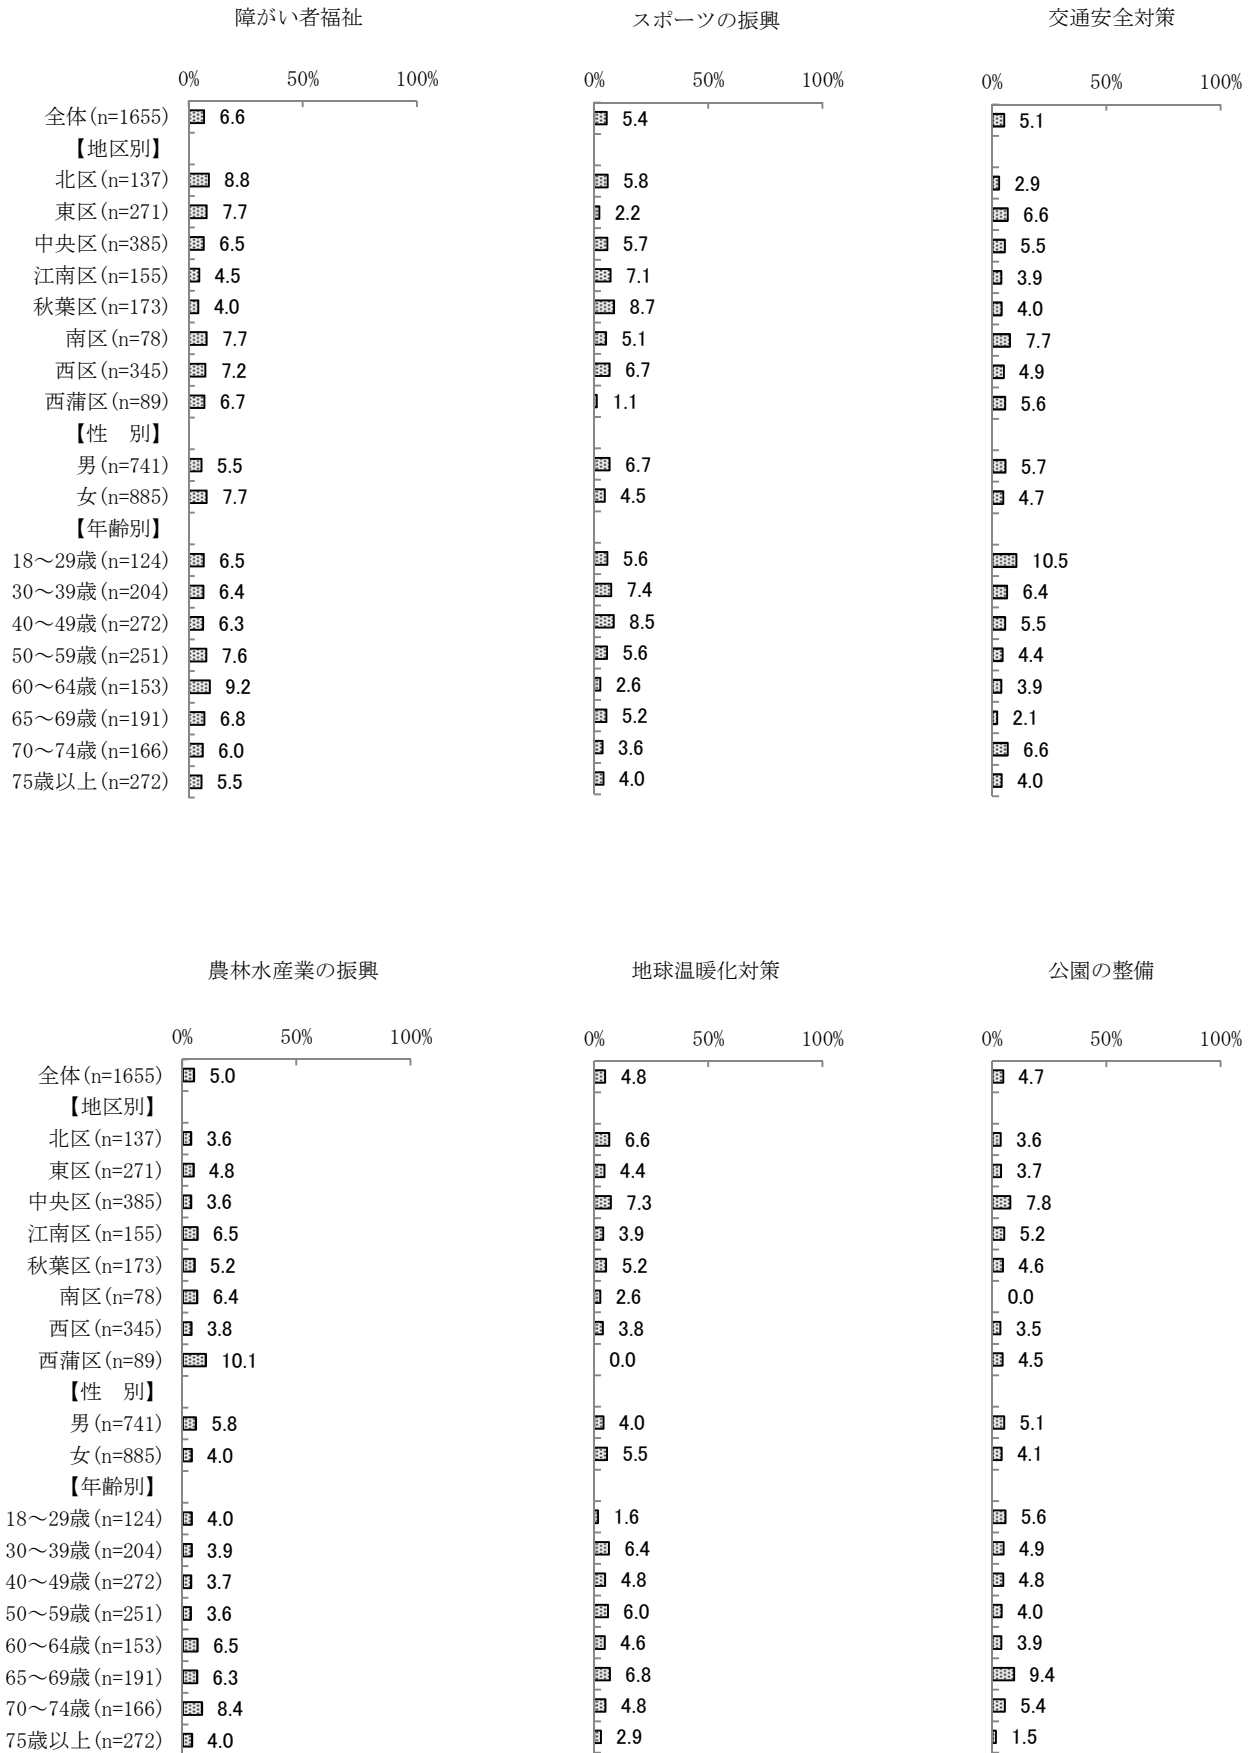 障がい者福祉 スポーツの振興 交通安全対策
0% 50% 100% 0% 50% 100% 0% 50% 100%
全体(n=1655) 6.6 5.4 5.1
【地区別】
北区(n=137) 8.8 5.8 2.9
東区(n=271) 7.7 2.2 6.6
中央区(n=385) 6.5 5.7 5.5
江南区(n=155) 4.5 7.1 3.9
秋葉区(n=173) 4.0 8.7 4.0
南区(n=78) 7.7 5.1 7.7
西区(n=345) 7.2 6.7 4.9
西蒲区(n=89) 6.7 1.1 5.6
【性　別】
男(n=741) 5.5 6.7 5.7
女(n=885) 7.7 4.5 4.7
【年齢別】
18～29歳(n=124) 6.5 5.6 10.5
30～39歳(n=204) 6.4 7.4 6.4
40～49歳(n=272) 6.3 8.5 5.5
50～59歳(n=251) 7.6 5.6 4.4
60～64歳(n=153) 9.2 2.6 3.9
65～69歳(n=191) 6.8 5.2 2.1
70～74歳(n=166) 6.0 3.6 6.6
75歳以上(n=272) 5.5 4.0 4.0
農林水産業の振興 地球温暖化対策 公園の整備
0% 50% 100% 0% 50% 100% 0% 50% 100%
全体(n=1655) 5.0 4.8 4.7
【地区別】
北区(n=137) 3.6 6.6 3.6
東区(n=271) 4.8 4.4 3.7
中央区(n=385) 3.6 7.3 7.8
江南区(n=155) 6.5 3.9 5.2
秋葉区(n=173) 5.2 5.2 4.6
南区(n=78) 6.4 2.6 0.0
西区(n=345) 3.8 3.8 3.5
西蒲区(n=89) 10.1 0.0 4.5
【性　別】
男(n=741) 5.8 4.0 5.1
女(n=885) 4.0 5.5 4.1
【年齢別】
18～29歳(n=124) 4.0 1.6 5.6
30～39歳(n=204) 3.9 6.4 4.9
40～49歳(n=272) 3.7 4.8 4.8
50～59歳(n=251) 3.6 6.0 4.0
60～64歳(n=153) 6.5 4.6 3.9
65～69歳(n=191) 6.3 6.8 9.4
70～74歳(n=166) 8.4 4.8 5.4
75歳以上(n=272) 4.0 2.9 1.5